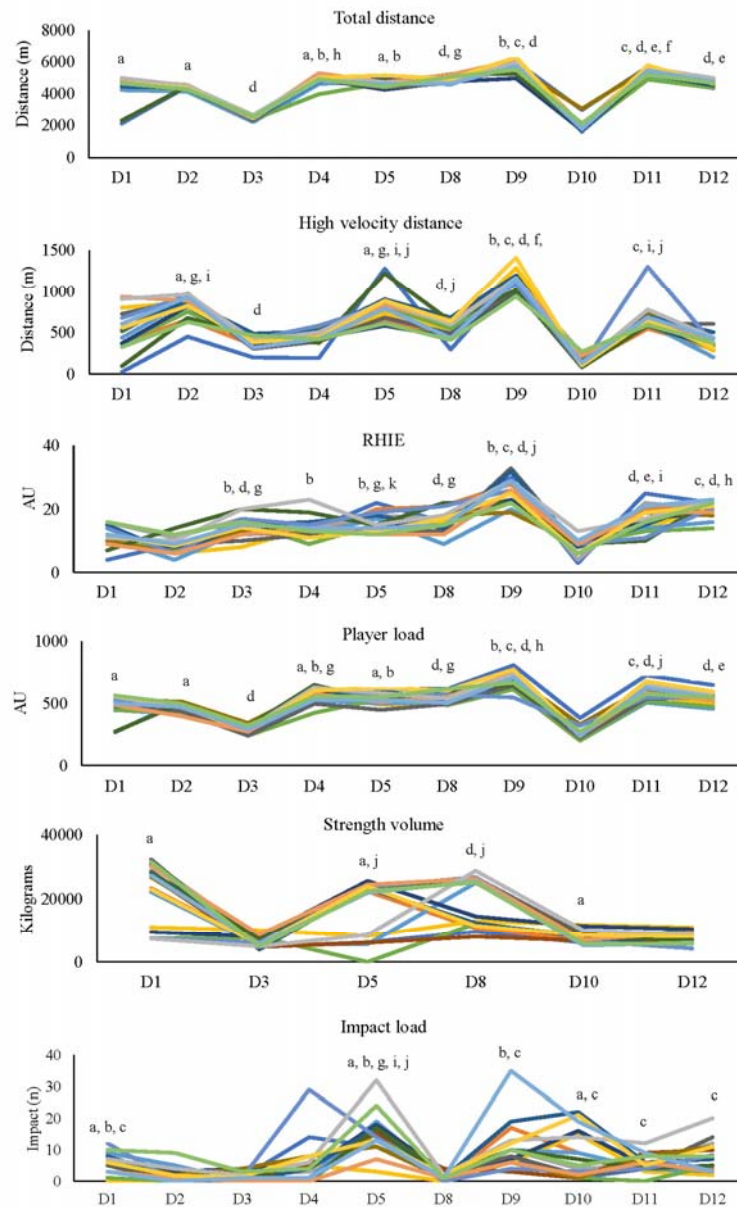 Total distance
Distance (m)
8000
6000
4000
2000
0
a
a
d
a, b, h
a, b
d, g
b, c, d
c, d, e, f
d, e
D1 D2 D3 D4 D5 D8 D9 D10 D11 D12
High velocity distance
Distance (m)
1500
1000
500
0
a, g, i
d
a, g, i, j
d, j
b, c, d, f,
c, i, j
D1 D2 D3 D4 D5 D8 D9 D10 D11 D12
RHIE
AU
40
20
0
b, d, g
b
b, g, k
d, g
b, c, d, j
d, e, i
c, d, h
D1 D2 D3 D4 D5 D8 D9 D10 D11 D12
Player load
AU
1000
500
0
a
a
d
a, b, g
a, b
d, g
b, c, d, h
c, d, j
d, e
D1 D2 D3 D4 D5 D8 D9 D10 D11 D12
Strength volume
Kilograms
40000
20000
0
a
a, j
d, j
a
D1 D3 D5 D8 D10 D12
Impact load
Impact (n)
40
30
20
10
0
a, b, c
a, b, g, i, j
b, c
a, c
c
c
D1 D2 D3 D4 D5 D8 D9 D10 D11 D12